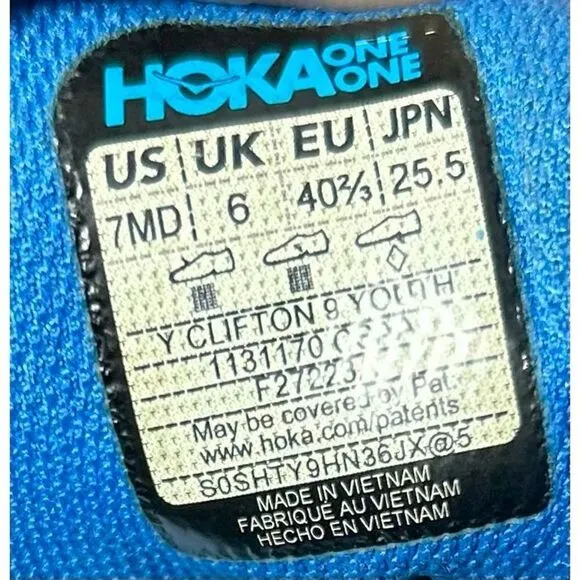 HOKA ONE ONE
US UK EU JPN
7MD 6 40⅔ 25.5
Y CLIFTON 9 YOUTH
1131170
F27223
May be covered by Pat.
www.hoka.com/patents
S0SHTY9HN36JX@5
MADE IN VIETNAM
FABRIQUE AU VIETNAM
HECHO EN VIETNAM